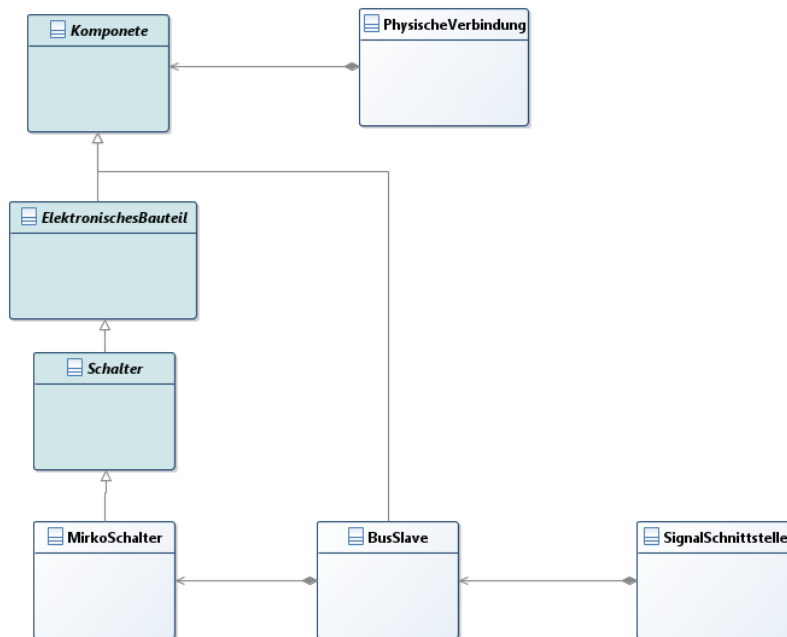 Komponete
PhysischeVerbindung
ElektronischesBauteil
Schalter
MirkoSchalter
BusSlave
SignalSchnittstelle